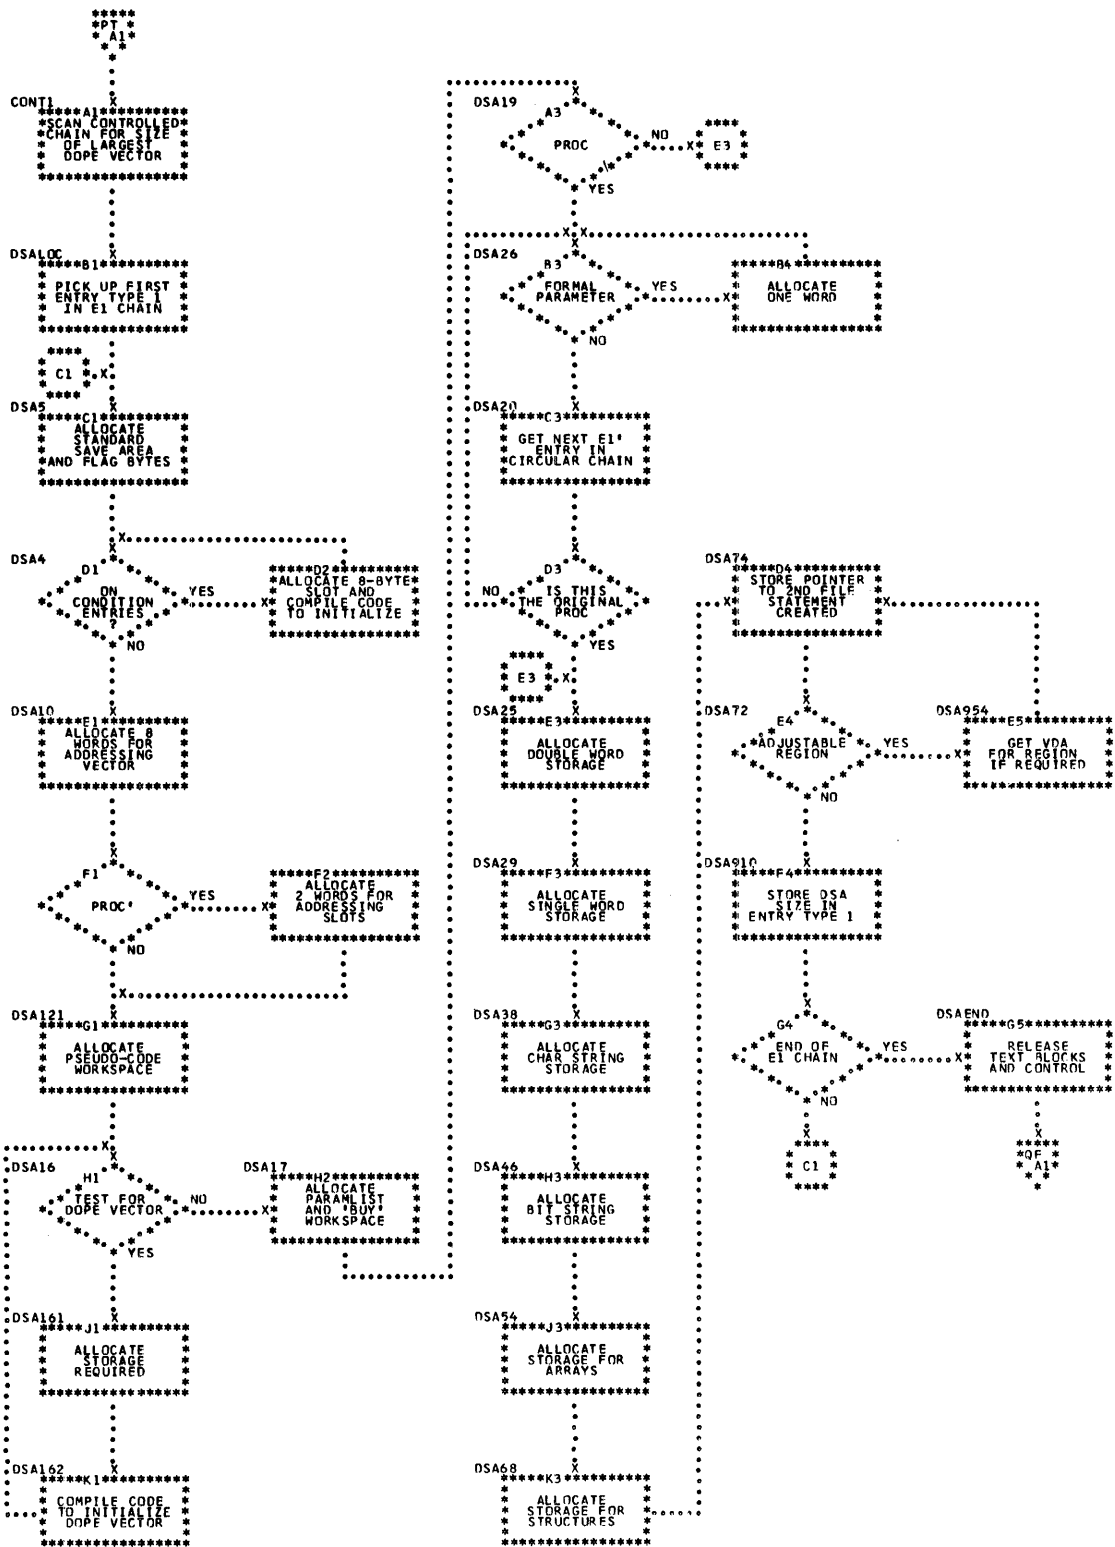 PT
A1
CONT1
A1
SCAN CONTROLLED
CHAIN FOR SIZE
OF LARGEST
DOPE VECTOR
DSALOC
B1
PICK UP FIRST
ENTRY TYPE 1
IN E1 CHAIN
C1
DSA5
C1
ALLOCATE
STANDARD
SAVE AREA
AND FLAG BYTES
DSA4
D1
ON
CONDITION
ENTRIES
?
YES
NO
D2
ALLOCATE 8-BYTE
SLOT AND
COMPILE CODE
TO INITIALIZE
DSA10
E1
ALLOCATE 8
WORDS FOR
ADDRESSING
VECTOR
F1
PROC'
YES
NO
F2
ALLOCATE
2 WORDS FOR
ADDRESSING
SLOTS
DSA121
G1
ALLOCATE
PSEUDO-CODE
WORKSPACE
DSA16
H1
TEST FOR
DOPE VECTOR
NO
YES
DSA17
H2
ALLOCATE
PARAMLIST
AND 'BUY'
WORKSPACE
DSA161
J1
ALLOCATE
STORAGE
REQUIRED
DSA162
K1
COMPILE CODE
TO INITIALIZE
DOPE VECTOR
DSA19
A3
PROC
NO
E3
YES
DSA26
B3
FORMAL
PARAMETER
YES
NO
B4
ALLOCATE
ONE WORD
DSA20
C3
GET NEXT E1'
ENTRY IN
CIRCULAR CHAIN
D3
IS THIS
THE ORIGINAL
PROC
NO
YES
E3
DSA25
E3
ALLOCATE
DOUBLE WORD
STORAGE
DSA29
F3
ALLOCATE
SINGLE WORD
STORAGE
DSA38
G3
ALLOCATE
CHAR STRING
STORAGE
DSA46
H3
ALLOCATE
BIT STRING
STORAGE
DSA54
J3
ALLOCATE
STORAGE FOR
ARRAYS
DSA68
K3
ALLOCATE
STORAGE FOR
STRUCTURES
DSA74
D4
STORE POINTER
TO 2ND FILE
STATEMENT
CREATED
DSA72
E4
ADJUSTABLE
REGION
YES
NO
DSA954
E5
GET VDA
FOR REGION
IF REQUIRED
DSA910
F4
STORE DSA
SIZE IN
ENTRY TYPE 1
G4
END OF
E1 CHAIN
YES
NO
DSAEND
G5
RELEASE
TEXT BLOCKS
AND CONTROL
C1
QF
A1